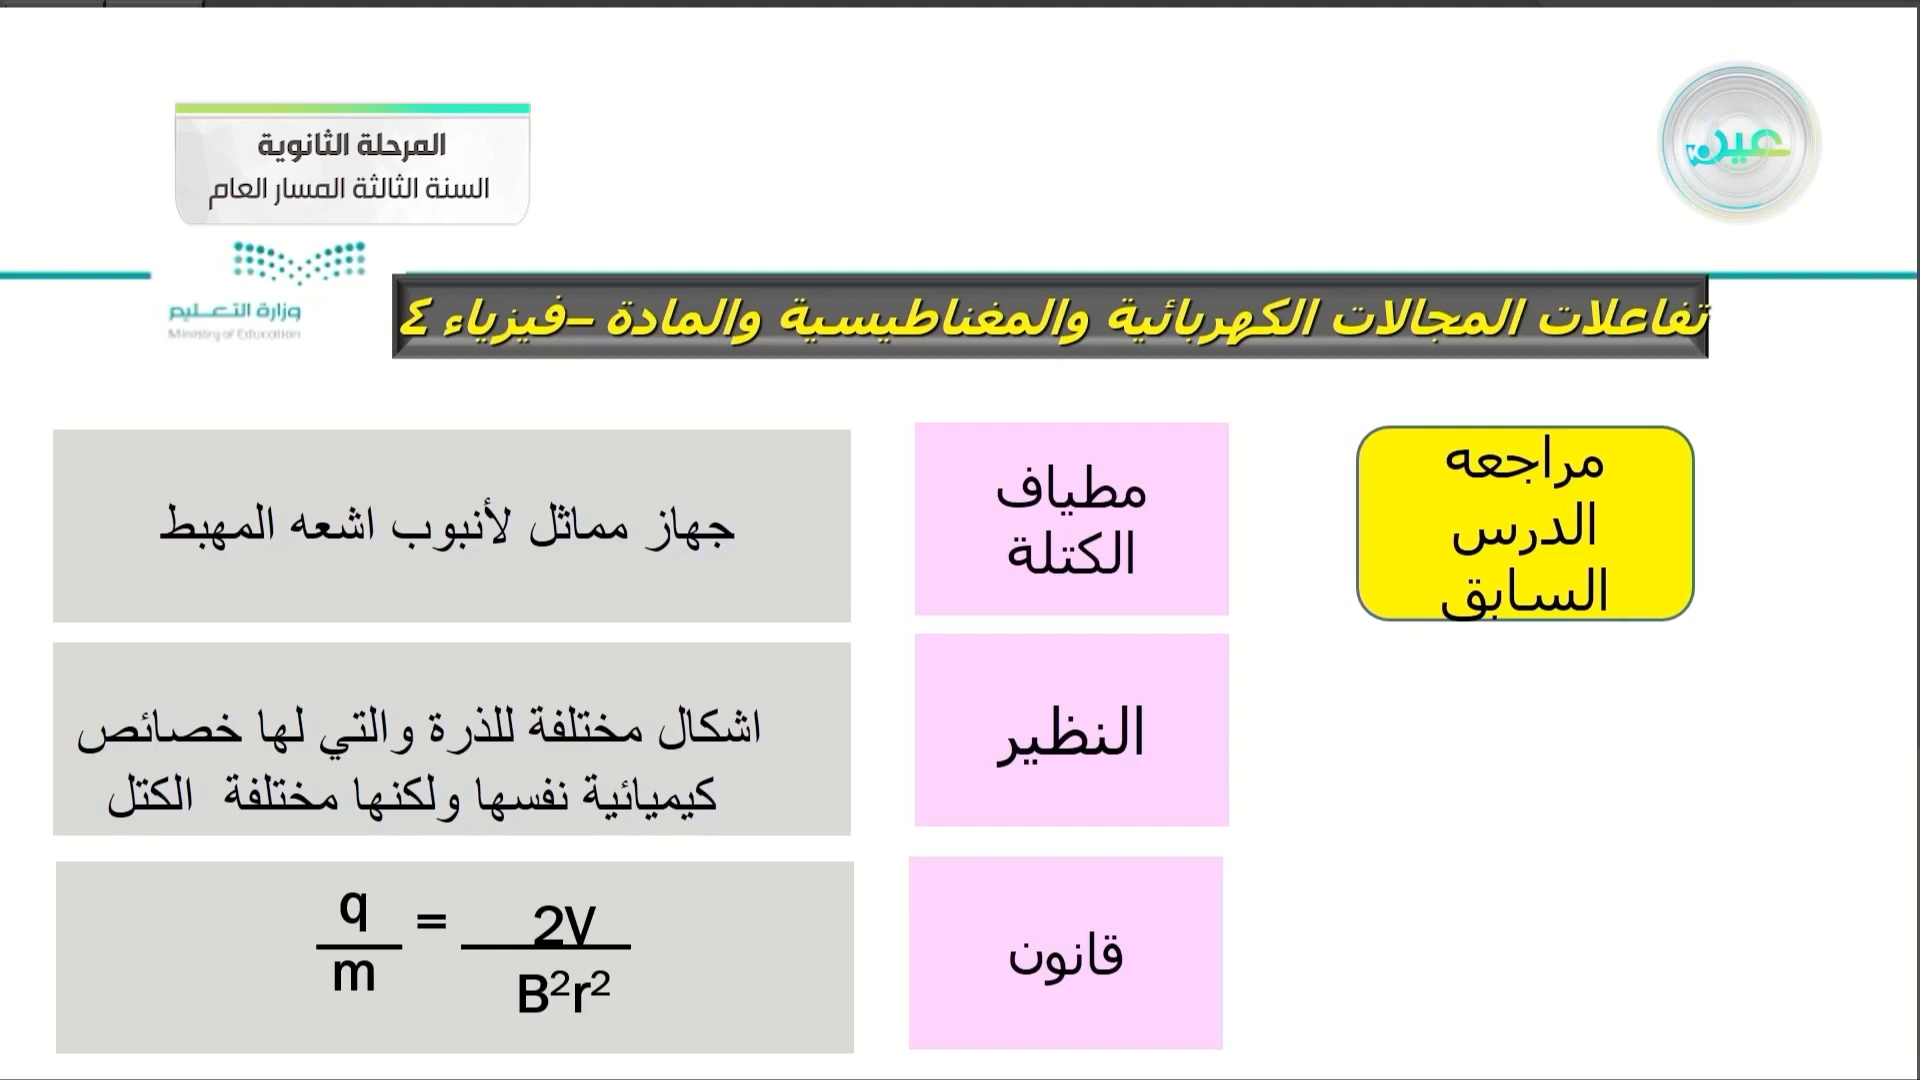 المرحلة الثانوية
السنة الثالثة المسار العام
عين
وزارة التعليم
Ministry of Education
تفاعلات المجالات الكهربائية والمغناطيسية والمادة –فيزياء ٤
مراجعه
الدرس
السابق
مطياف
الكتلة
جهاز مماثل لأنبوب اشعه المهبط
النظير
اشكال مختلفة للذرة والتي لها خصائص
كيميائية نفسها ولكنها مختلفة الكتل
قانون
q/m = 2V/B²r²